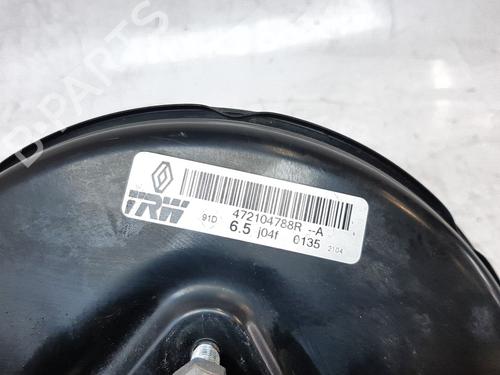 B-PARTS
TRW
91D
472104788R --A
6.5 j04f 0135 2104